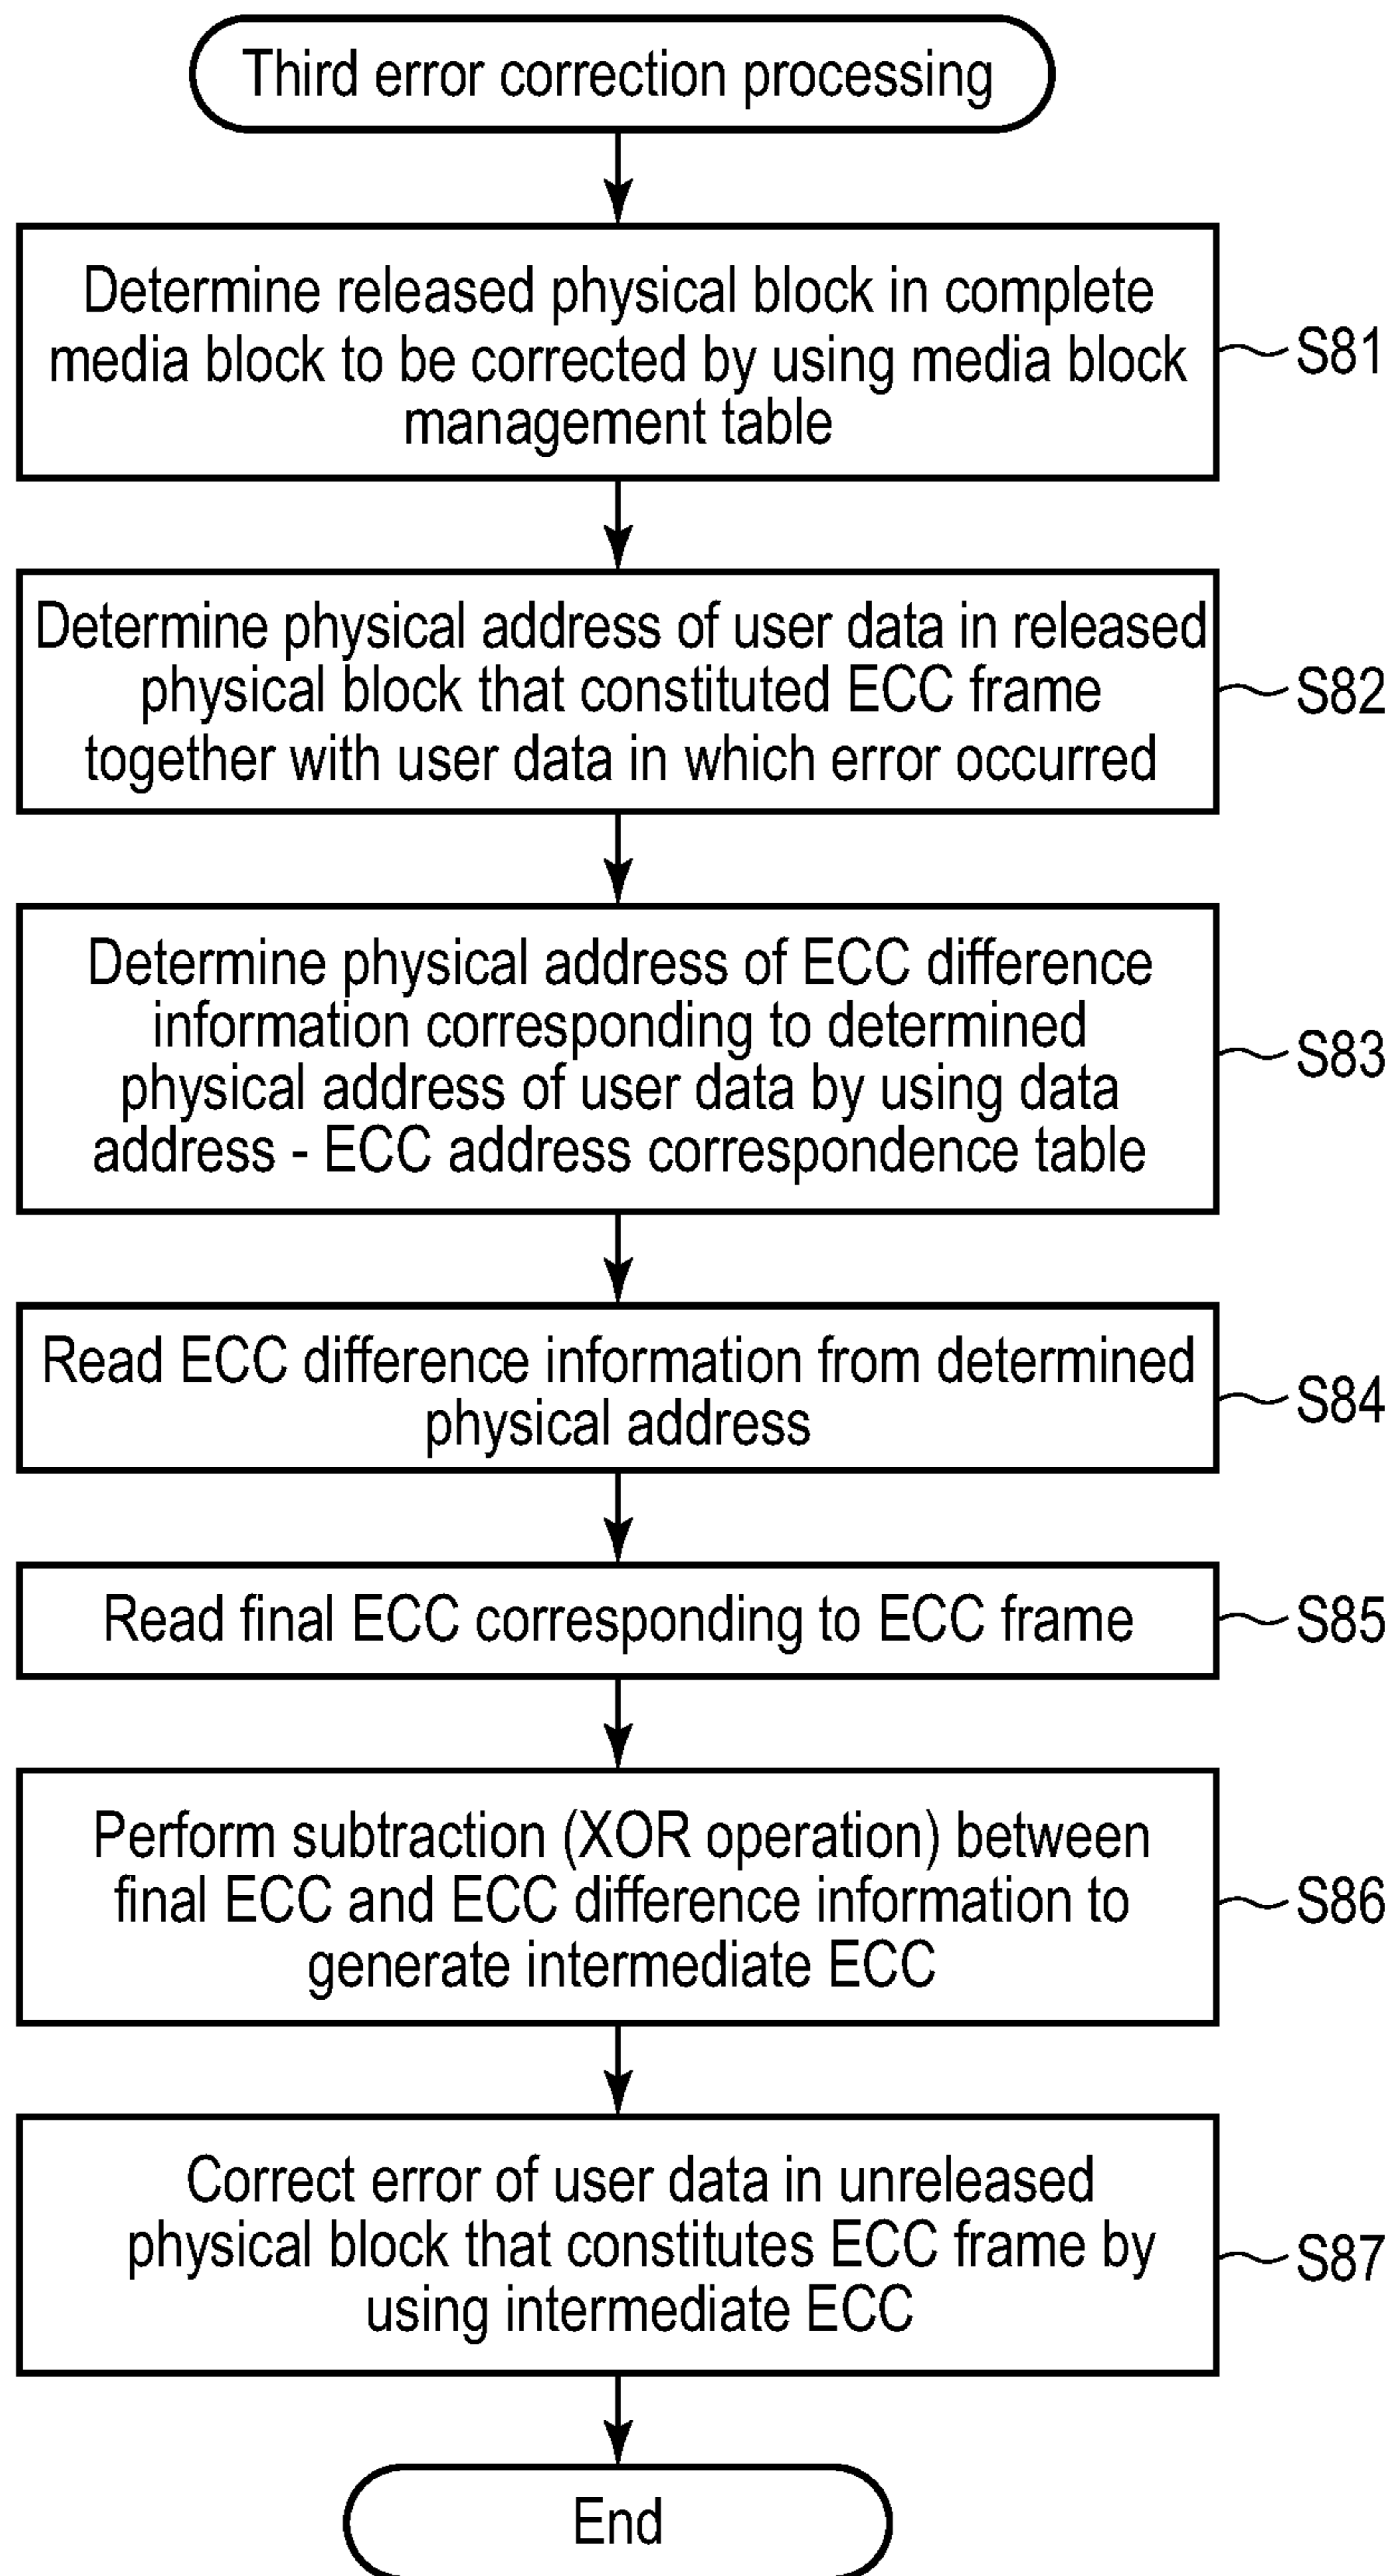 Third error correction processing
Determine released physical block in complete
media block to be corrected by using media block
management table
S81
Determine physical address of user data in released
physical block that constituted ECC frame
together with user data in which error occurred
S82
Determine physical address of ECC difference
information corresponding to determined
physical address of user data by using data
address - ECC address correspondence table
S83
Read ECC difference information from determined
physical address
S84
Read final ECC corresponding to ECC frame
S85
Perform subtraction (XOR operation) between
final ECC and ECC difference information to
generate intermediate ECC
S86
Correct error of user data in unreleased
physical block that constitutes ECC frame by
using intermediate ECC
S87
End